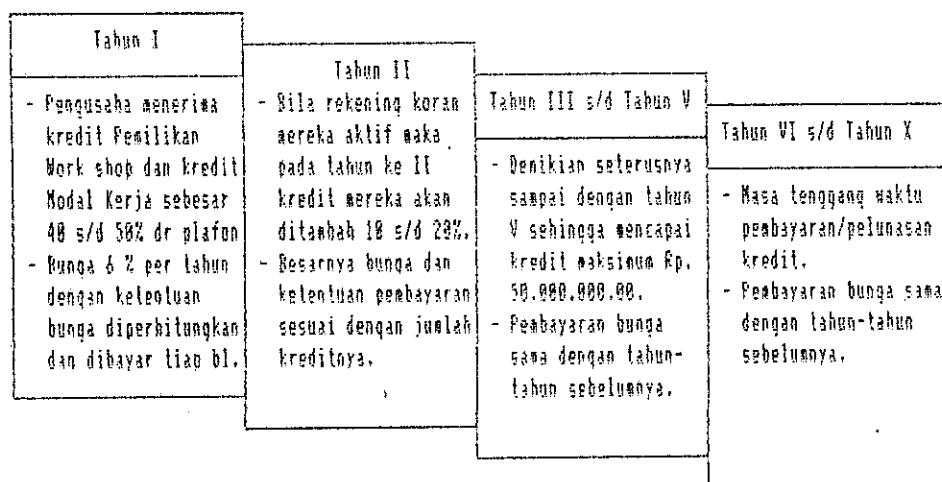 Tahun I
- Pengusaha menerima
kredit Pemilikan
Work shop dan kredit
Modal Kerja sebesar
40 s/d 50% dr plafon
- Bunga 6 % per tahun
dengan ketentuan
bunga diperhitungkan
dan dibayar tiap bl.
Tahun II
- Bila rekening koran
mereka aktif maka
pada tahun ke II
kredit mereka akan
ditambah 10 s/d 20%.
- Besarnya bunga dan
ketentuan pembayaran
sesuai dengan jumlah
kreditnya.
Tahun III s/d Tahun V
- Demikian seterusnya
sampai dengan tahun
V sehingga mencapai
kredit maksimum Rp.
50.000.000.00.
- Pembayaran bunga
sama dengan tahun-
tahun sebelumnya.
Tahun VI s/d Tahun X
- Masa tenggang waktu
pembayaran/pelunasan
kredit.
- Pembayaran bunga sama
dengan tahun-tahun
sebelumnya.